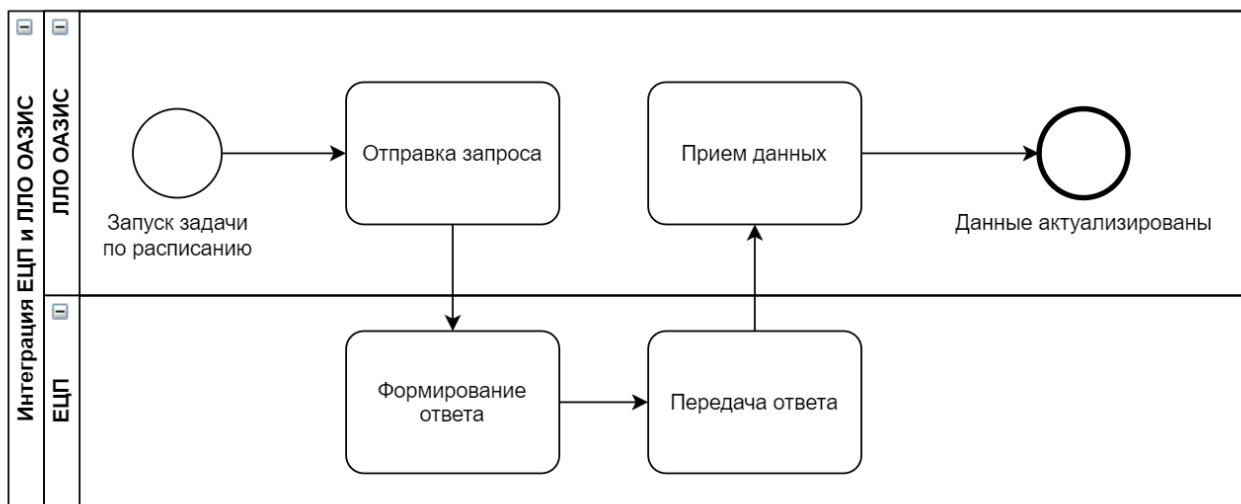 Интеграция ЕЦП и ЛЛО ОАЗИС
ЛЛО ОАЗИС
Запуск задачи
по расписанию
Отправка запроса
Прием данных
Данные актуализированы
ЕЦП
Формирование
ответа
Передача ответа